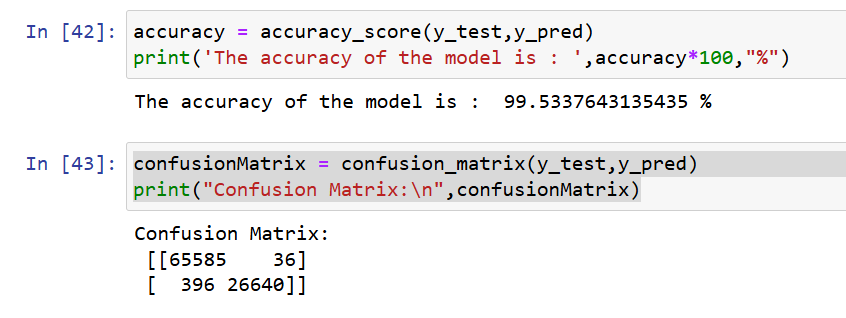 In [42]: accuracy = accuracy_score(y_test,y_pred)
print('The accuracy of the model is : ',accuracy*100,"%")
The accuracy of the model is :  99.5337643135435 %
In [43]: confusionMatrix = confusion_matrix(y_test,y_pred)
print("Confusion Matrix:\n",confusionMatrix)
Confusion Matrix:
 [[65585    36]
 [  396 26640]]